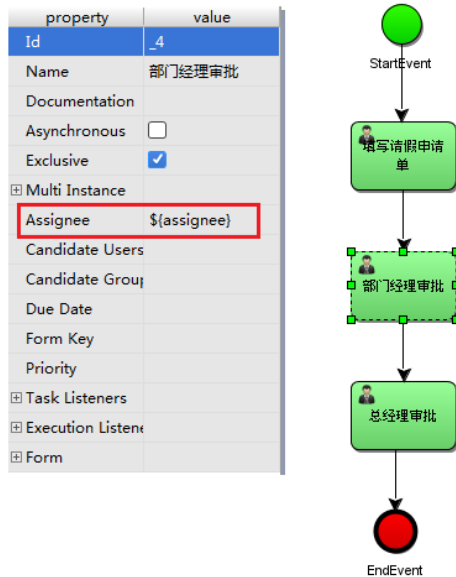 property value
Id _4
Name 部门经理审批
Documentation
Asynchronous
Exclusive
Multi Instance
Assignee ${assignee}
Candidate Users
Candidate Group
Due Date
Form Key
Priority
Task Listeners
Execution Listene
Form
StartEvent
填写请假申请
单
部门经理审批
总经理审批
EndEvent